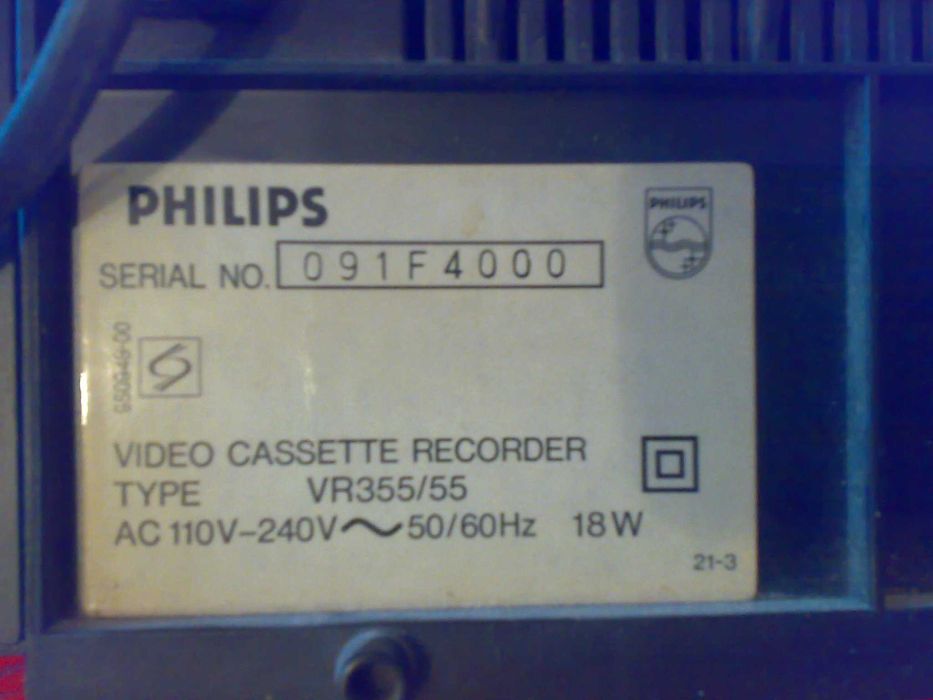 PHILIPS
PHILIPS
SERIAL NO. 091F4000
VIDEO CASSETTE RECORDER
TYPE VR355/55
AC 110V~240V∼50/60Hz 18W
21-3